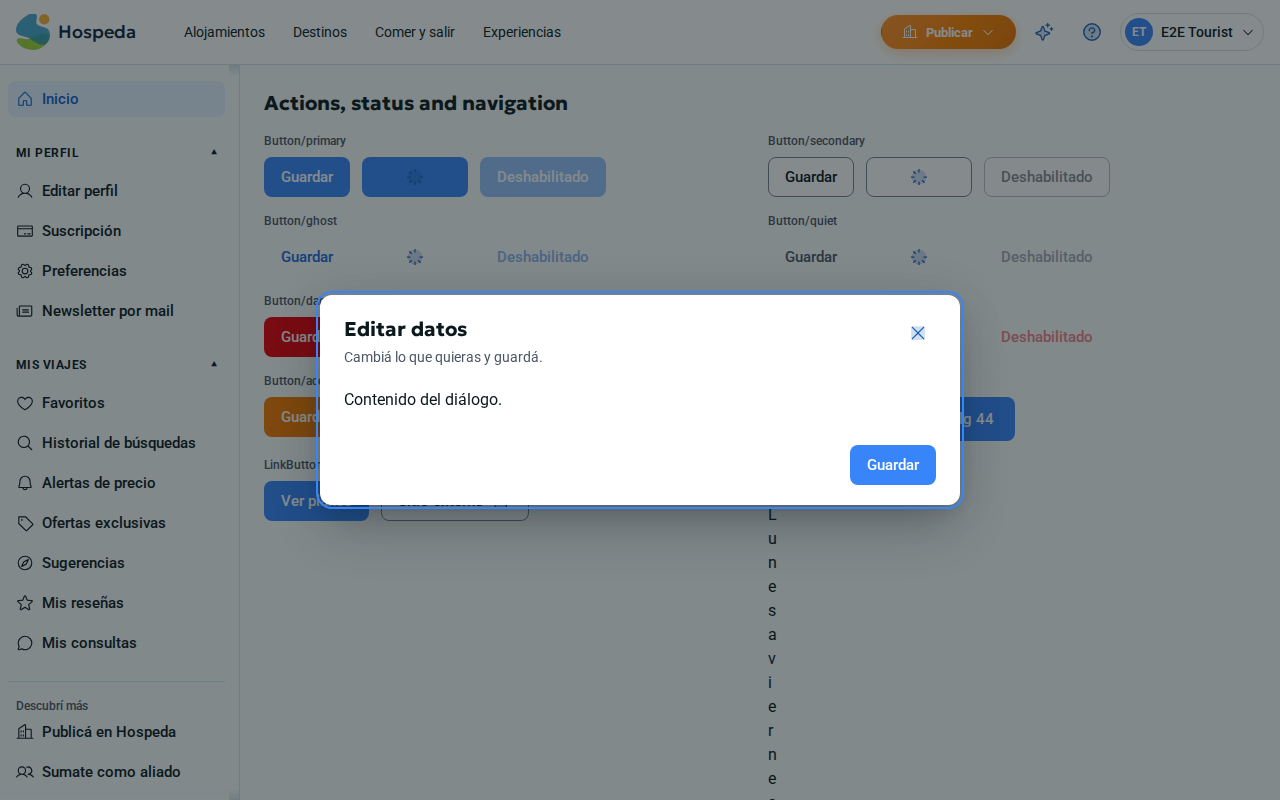 Hospeda
Alojamientos
Destinos
Comer y salir
Experiencias
Publicar
ET
E2E Tourist
Inicio
MI PERFIL
Editar perfil
Suscripción
Preferencias
Newsletter por mail
MIS VIAJES
Favoritos
Historial de búsquedas
Alertas de precio
Ofertas exclusivas
Sugerencias
Mis reseñas
Mis consultas
Descubrí más
Publicá en Hospeda
Sumate como aliado
Actions, status and navigation
Button/primary
Guardar
Deshabilitado
Button/secondary
Guardar
Deshabilitado
Button/ghost
Guardar
Deshabilitado
Button/quiet
Guardar
Deshabilitado
Deshabilitado
44
Editar datos
Cambiá lo que quieras y guardá.
Contenido del diálogo.
Guardar
L
u
n
e
s
a
v
i
e
r
n
e